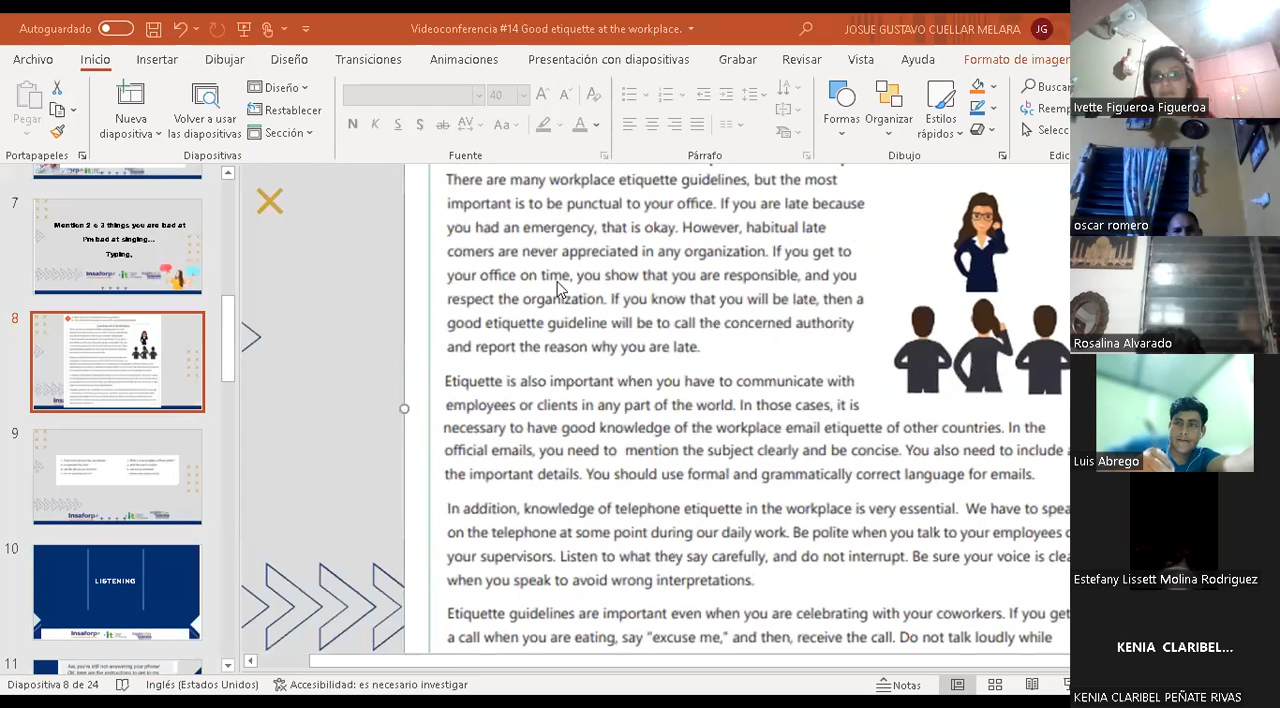 Autoguardado
Videoconferencia #14 Good etiquette at the workplace.
JOSUE GUSTAVO CUELLAR MELARA
JG
Archivo Inicio Insertar Dibujar Diseño Transiciones Animaciones Presentación con diapositivas Grabar Revisar Vista Ayuda Formato de imagen
Pegar
Nueva diapositiva
Volver a usar las diapositivas
Diseño
Restablecer
Sección
40
N K S S ab AV Aa A
Formas
Organizar
Estilos rápidos
Buscar
Reemp
Selecc
Portapapeles Diapositivas Fuente Párrafo Dibujo Edic
7
Mention 2 o 3 things you are bad at
I'm bad at singing...
Typing.
Insaforp
8
9
Insaforp
10
LISTENING
Insaforp
11
There are many workplace etiquette guidelines, but the most
important is to be punctual to your office. If you are late because
you had an emergency, that is okay. However, habitual late
comers are never appreciated in any organization. If you get to
your office on time, you show that you are responsible, and you
respect the organization. If you know that you will be late, then a
good etiquette guideline will be to call the concerned authority
and report the reason why you are late.
Etiquette is also important when you have to communicate with
employees or clients in any part of the world. In those cases, it is
necessary to have good knowledge of the workplace email etiquette of other countries. In the
official emails, you need to mention the subject clearly and be concise. You also need to include a
the important details. You should use formal and grammatically correct language for emails.
In addition, knowledge of telephone etiquette in the workplace is very essential. We have to spea
on the telephone at some point during our daily work. Be polite when you talk to your employees o
your supervisors. Listen to what they say carefully, and do not interrupt. Be sure your voice is clea
when you speak to avoid wrong interpretations.
Etiquette guidelines are important even when you are celebrating with your coworkers. If you get
a call when you are eating, say “excuse me,” and then, receive the call. Do not talk loudly while
Diapositiva 8 de 24
Inglés (Estados Unidos)
Accesibilidad: es necesario investigar
Notas
Ivette Figueroa Figueroa
oscar romero
Rosalina Alvarado
Luis Abrego
Estefany Lissett Molina Rodriguez
KENIA CLARIBEL...
KENIA CLARIBEL PEÑATE RIVAS